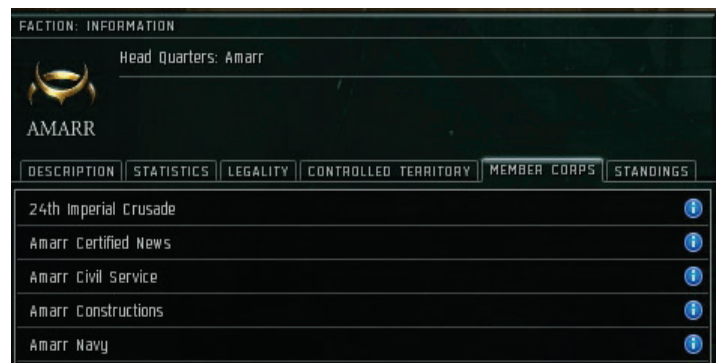 FACTION: INFORMATION
Head Quarters: Amarr
AMARR
DESCRIPTION STATISTICS LEGALITY CONTROLLED TERRITORY MEMBER CORPS STANDINGS
24th Imperial Crusade
Amarr Certified News
Amarr Civil Service
Amarr Constructions
Amarr Navy